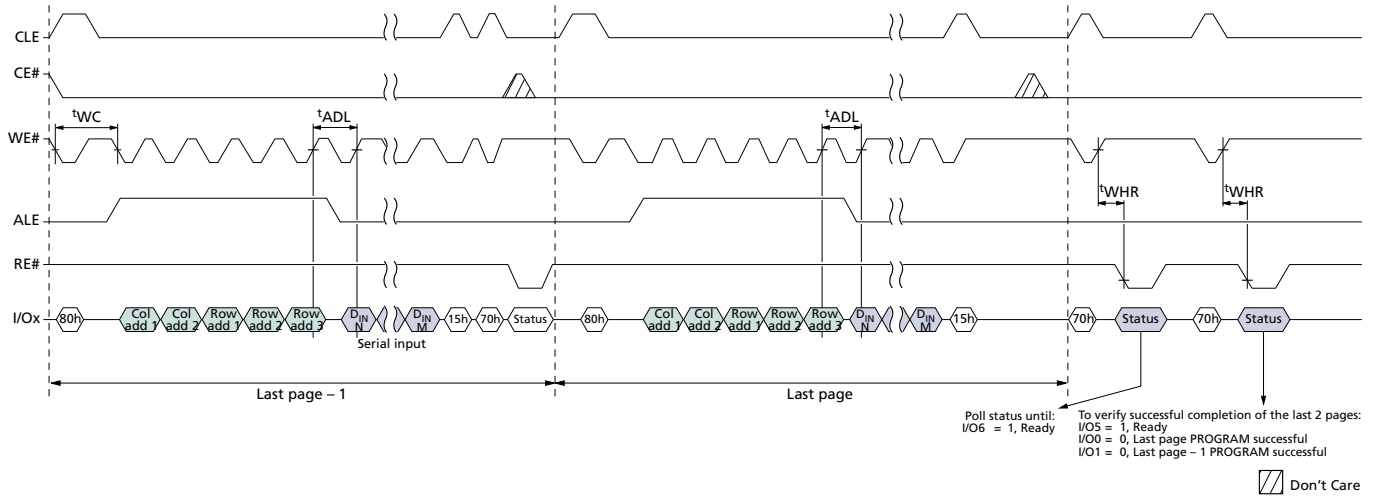 CLE
CE#
tWC tADL tADL
WE#
tWHR tWHR
ALE
RE#
I/Ox 80h Col add 1 Col add 2 Row add 1 Row add 2 Row add 3 DIN N DIN M 15h 70h Status 80h Col add 1 Col add 2 Row add 1 Row add 2 Row add 3 DIN N DIN M 15h 70h Status 70h Status
Serial input
Last page – 1 Last page
Poll status until:
I/O6 = 1, Ready
To verify successful completion of the last 2 pages:
I/O5 = 1, Ready
I/O0 = 0, Last page PROGRAM successful
I/O1 = 0, Last page – 1 PROGRAM successful
Don't Care